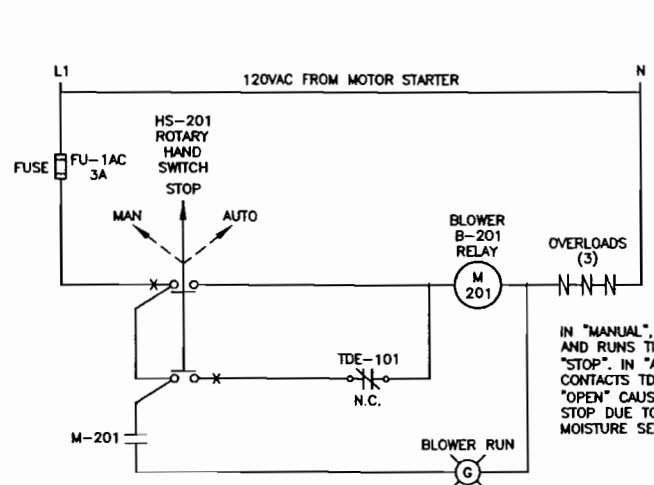 L1
120VAC FROM MOTOR STARTER
N
HS-201
ROTARY
HAND
SWITCH
STOP
FUSE
FU-1AC
3A
MAN
AUTO
BLOWER
B-201
RELAY
M
201
OVERLOADS
(3)
X
IN "MANUAL",
AND RUNS
"STOP". IN
CONTACTS
"OPEN" CAUS
STOP DUE TO
MOISTURE SE
TDE-101
N.C.
X
M-201
BLOWER RUN
G